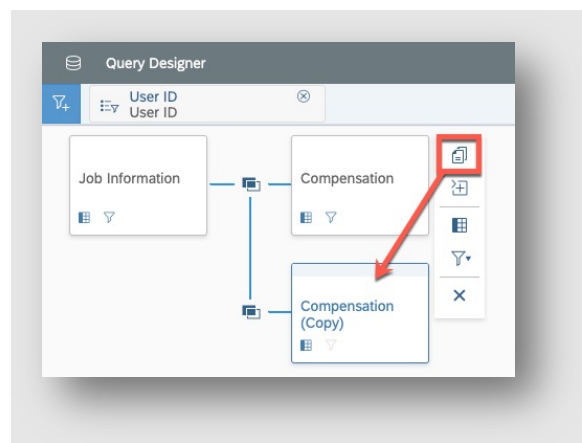 Query Designer
User ID
User ID
Job Information
Compensation
Compensation
(Copy)